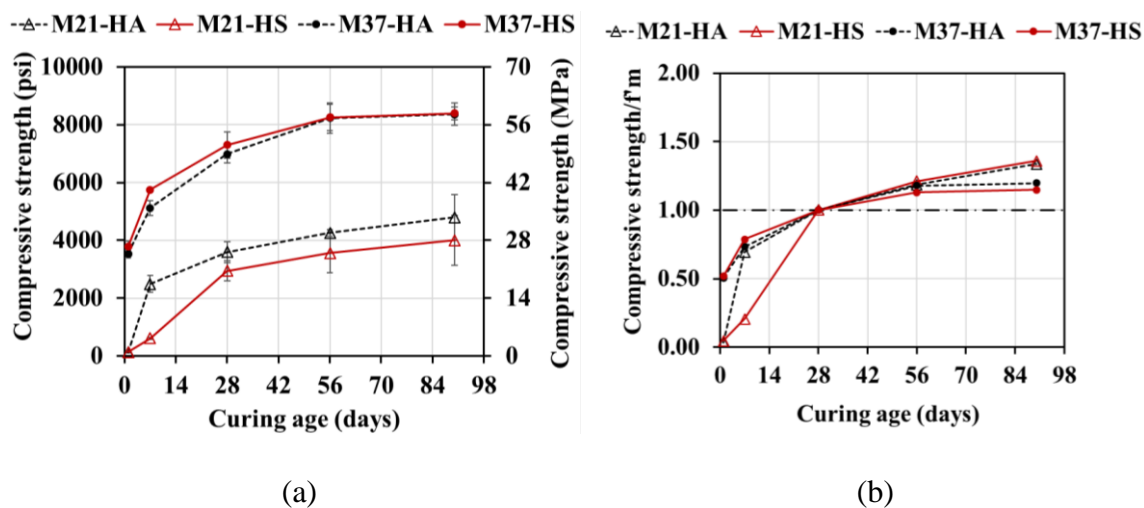 M21-HA M21-HS M37-HA M37-HS
Compressive strength (psi)
10000
8000
6000
4000
2000
0
70
56
42
28
14
0
Compressive strength (MPa)
0 14 28 42 56 70 84 98
Curing age (days)
(a)
M21-HA M21-HS M37-HA M37-HS
Compressive strength/f'm
2.00
1.50
1.00
0.50
0.00
0 14 28 42 56 70 84 98
Curing age (days)
(b)